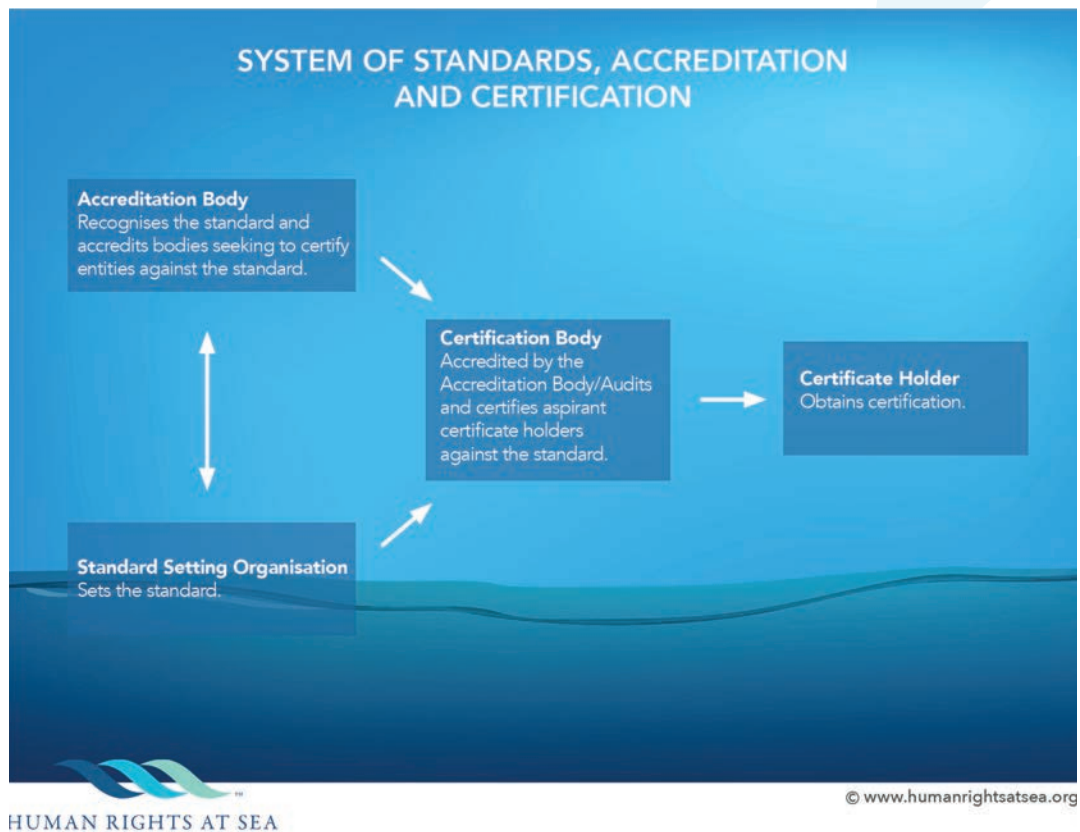 SYSTEM OF STANDARDS, ACCREDITATION
AND CERTIFICATION
Accreditation Body
Recognises the standard and
accredits bodies seeking to certify
entities against the standard.
Certification Body
Accredited by the
Accreditation Body/Audits
and certifies aspirant
certificate holders
against the standard.
Certificate Holder
Obtains certification.
Standard Setting Organisation
Sets the standard.
HUMAN RIGHTS AT SEA
© www.humanrightsatsea.org